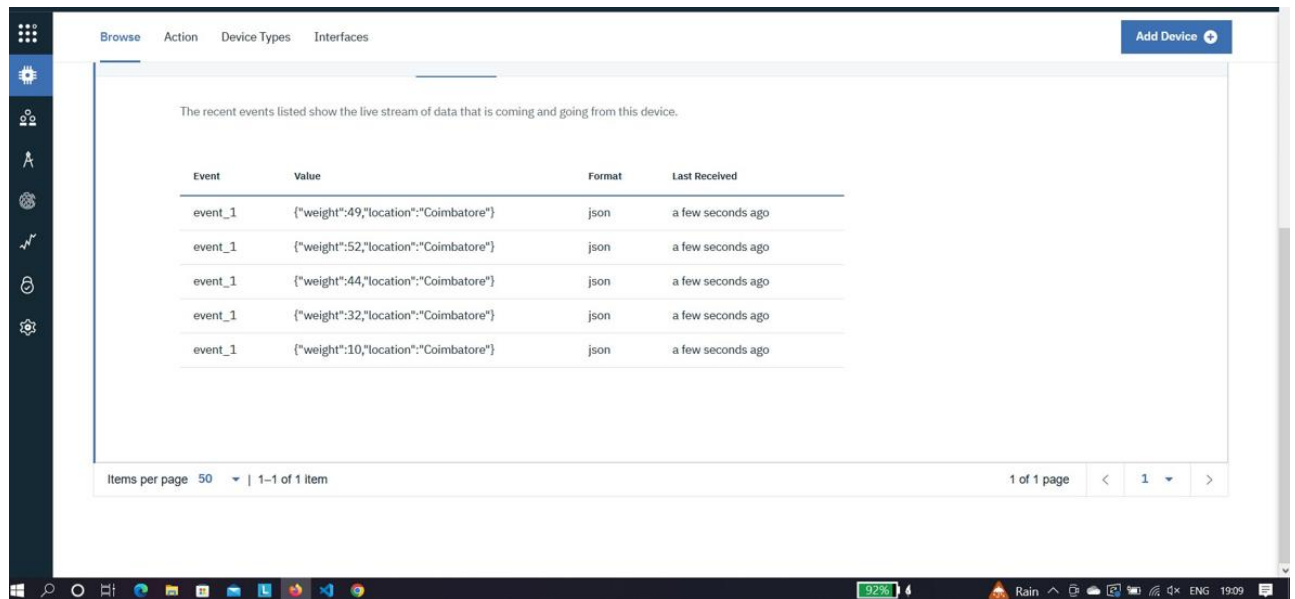 Browse Action Device Types Interfaces Add Device
The recent events listed show the live stream of data that is coming and going from this device.
Event Value Format Last Received
event_1 {"weight":49,"location":"Coimbatore"} json a few seconds ago
event_1 {"weight":52,"location":"Coimbatore"} json a few seconds ago
event_1 {"weight":44,"location":"Coimbatore"} json a few seconds ago
event_1 {"weight":32,"location":"Coimbatore"} json a few seconds ago
event_1 {"weight":10,"location":"Coimbatore"} json a few seconds ago
Items per page 50 | 1–1 of 1 item 1 of 1 page 1
92% Rain ENG 19:09